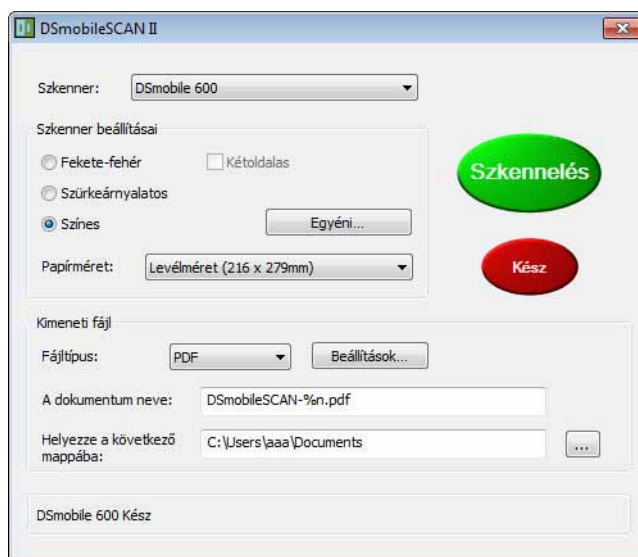 DSmobileSCAN II
Szkenner: DSmobile 600
Szkenner beállításai
Fekete-fehér Kétoldalas
Szürkeárnyalatos
Színes Egyéni...
Papírméret: Levélméret (216 x 279mm)
Szkennelés
Kész
Kimeneti fájl
Fájltípus: PDF Beállítások...
A dokumentum neve: DSmobileSCAN-%n.pdf
Helyezze a következő mappába: C:\Users\aaa\Documents ...
DSmobile 600 Kész